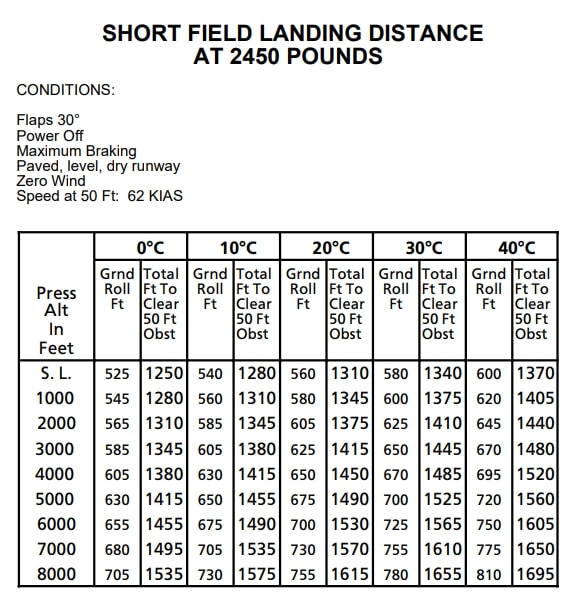 SHORT FIELD LANDING DISTANCE
AT 2450 POUNDS
CONDITIONS:
Flaps 30°
Power Off
Maximum Braking
Paved, level, dry runway
Zero Wind
Speed at 50 Ft: 62 KIAS
Press Alt In Feet 0°C 10°C 20°C 30°C 40°C
Grnd Roll Ft Total Ft To Clear 50 Ft Obst Grnd Roll Ft Total Ft To Clear 50 Ft Obst Grnd Roll Ft Total Ft To Clear 50 Ft Obst Grnd Roll Ft Total Ft To Clear 50 Ft Obst Grnd Roll Ft Total Ft To Clear 50 Ft Obst
S. L. 525 1250 540 1280 560 1310 580 1340 600 1370
1000 545 1280 560 1310 580 1345 600 1375 620 1405
2000 565 1310 585 1345 605 1375 625 1410 645 1440
3000 585 1345 605 1380 625 1415 650 1445 670 1480
4000 605 1380 630 1415 650 1450 670 1485 695 1520
5000 630 1415 650 1455 675 1490 700 1525 720 1560
6000 655 1455 675 1490 700 1530 725 1565 750 1605
7000 680 1495 705 1535 730 1570 755 1610 775 1650
8000 705 1535 730 1575 755 1615 780 1655 810 1695